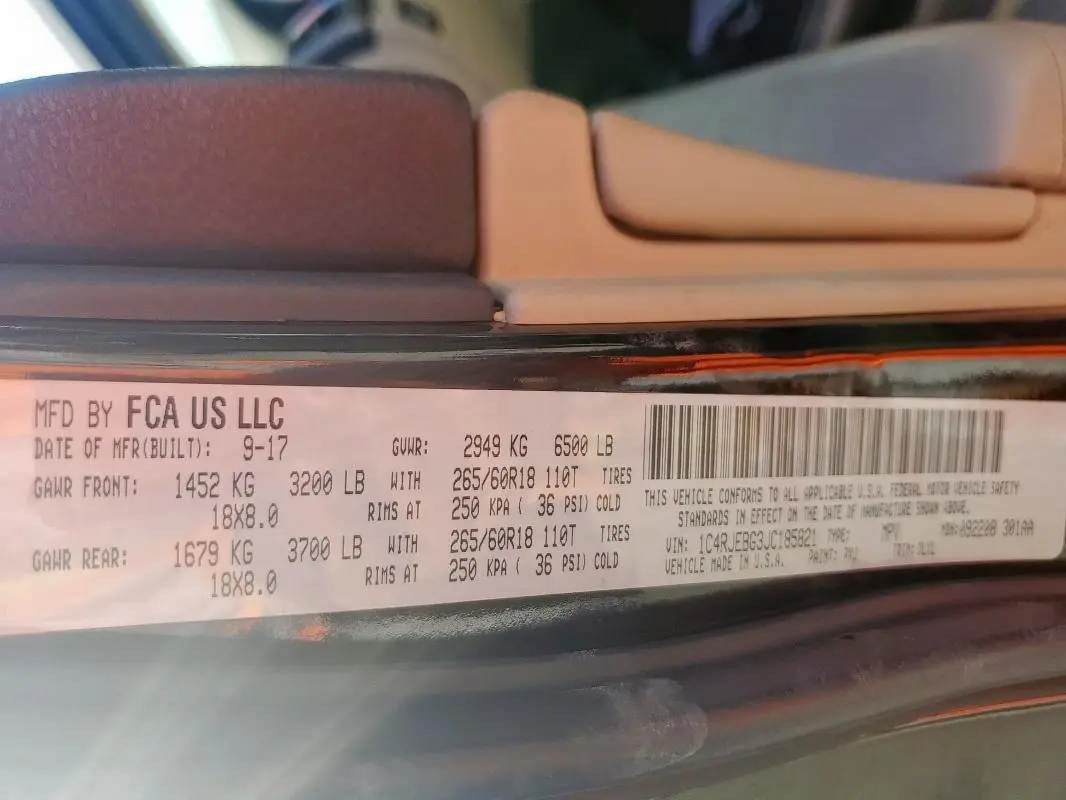 MFD BY FCA US LLC
DATE OF MFR(BUILT): 9-17 GVWR: 2949 KG 6500 LB
GAWR FRONT: 1452 KG 3200 LB WITH 265/60R18 110T TIRES
18X8.0 RIMS AT 250 KPA ( 36 PSI) COLD
GAWR REAR: 1679 KG 3700 LB WITH 265/60R18 110T TIRES
18X8.0 RIMS AT 250 KPA ( 36 PSI) COLD
THIS VEHICLE CONFORMS TO ALL APPLICABLE U.S.A. FEDERAL MOTOR VEHICLE SAFETY
STANDARDS IN EFFECT ON THE DATE OF MANUFACTURE SHOWN ABOVE.
VIN: 1C4RJEBG3JC185821 TYPE: MPV MDH:092208 301AA
VEHICLE MADE IN U.S.A. PAINT: TRIM: